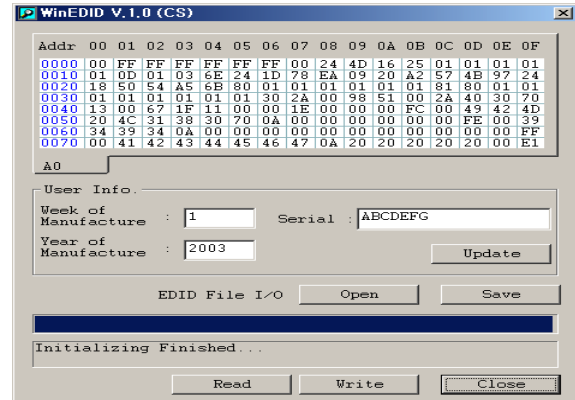 WinEDID V.1.0 (CS)
Addr 00 01 02 03 04 05 06 07 08 09 0A 0B 0C 0D 0E 0F
0000 00 FF FF FF FF FF FF 00 24 4D 16 25 01 01 01 01
0010 01 0D 01 03 6E 24 1D 78 EA 09 20 A2 57 4B 97 24
0020 18 50 54 A5 6B 80 01 01 01 01 01 01 81 80 01 01
0030 01 01 01 01 01 01 30 2A 00 98 51 00 2A 40 30 70
0040 13 00 67 1F 11 00 00 1E 00 00 00 FC 00 49 42 4D
0050 20 4C 31 38 30 70 0A 00 00 00 00 00 00 FE 00 39
0060 34 39 34 0A 00 00 00 00 00 00 00 00 00 00 00 FF
0070 00 41 42 43 44 45 46 47 0A 20 20 20 20 20 00 E1
A0
User Info.
Week of Manufacture : 1 Serial : ABCDEFG
Year of Manufacture : 2003 Update
EDID File I/O Open Save
Initializing Finished...
Read Write Close